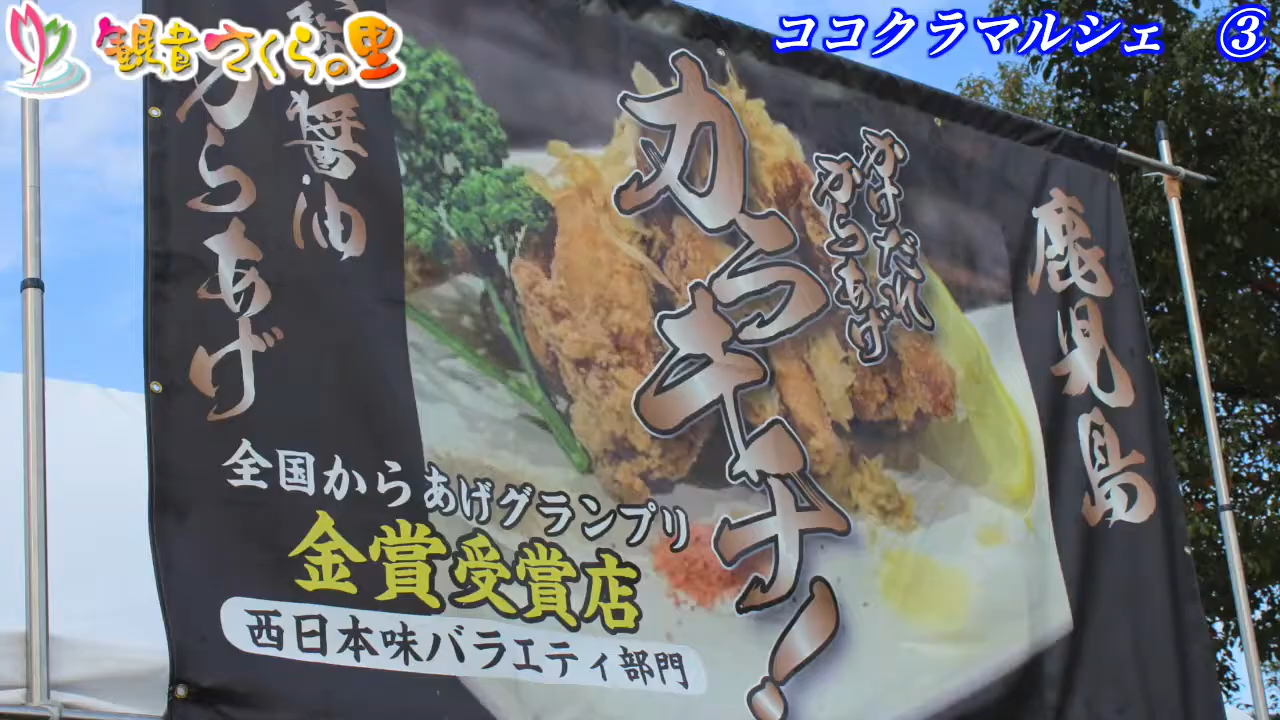 観音さくらの里
ココクラマルシェ ③
鹿児島
かけだれ
からあげ
カラキナ!
醤油
からあげ
全国からあげグランプリ
金賞受賞店
西日本味バラエティ部門